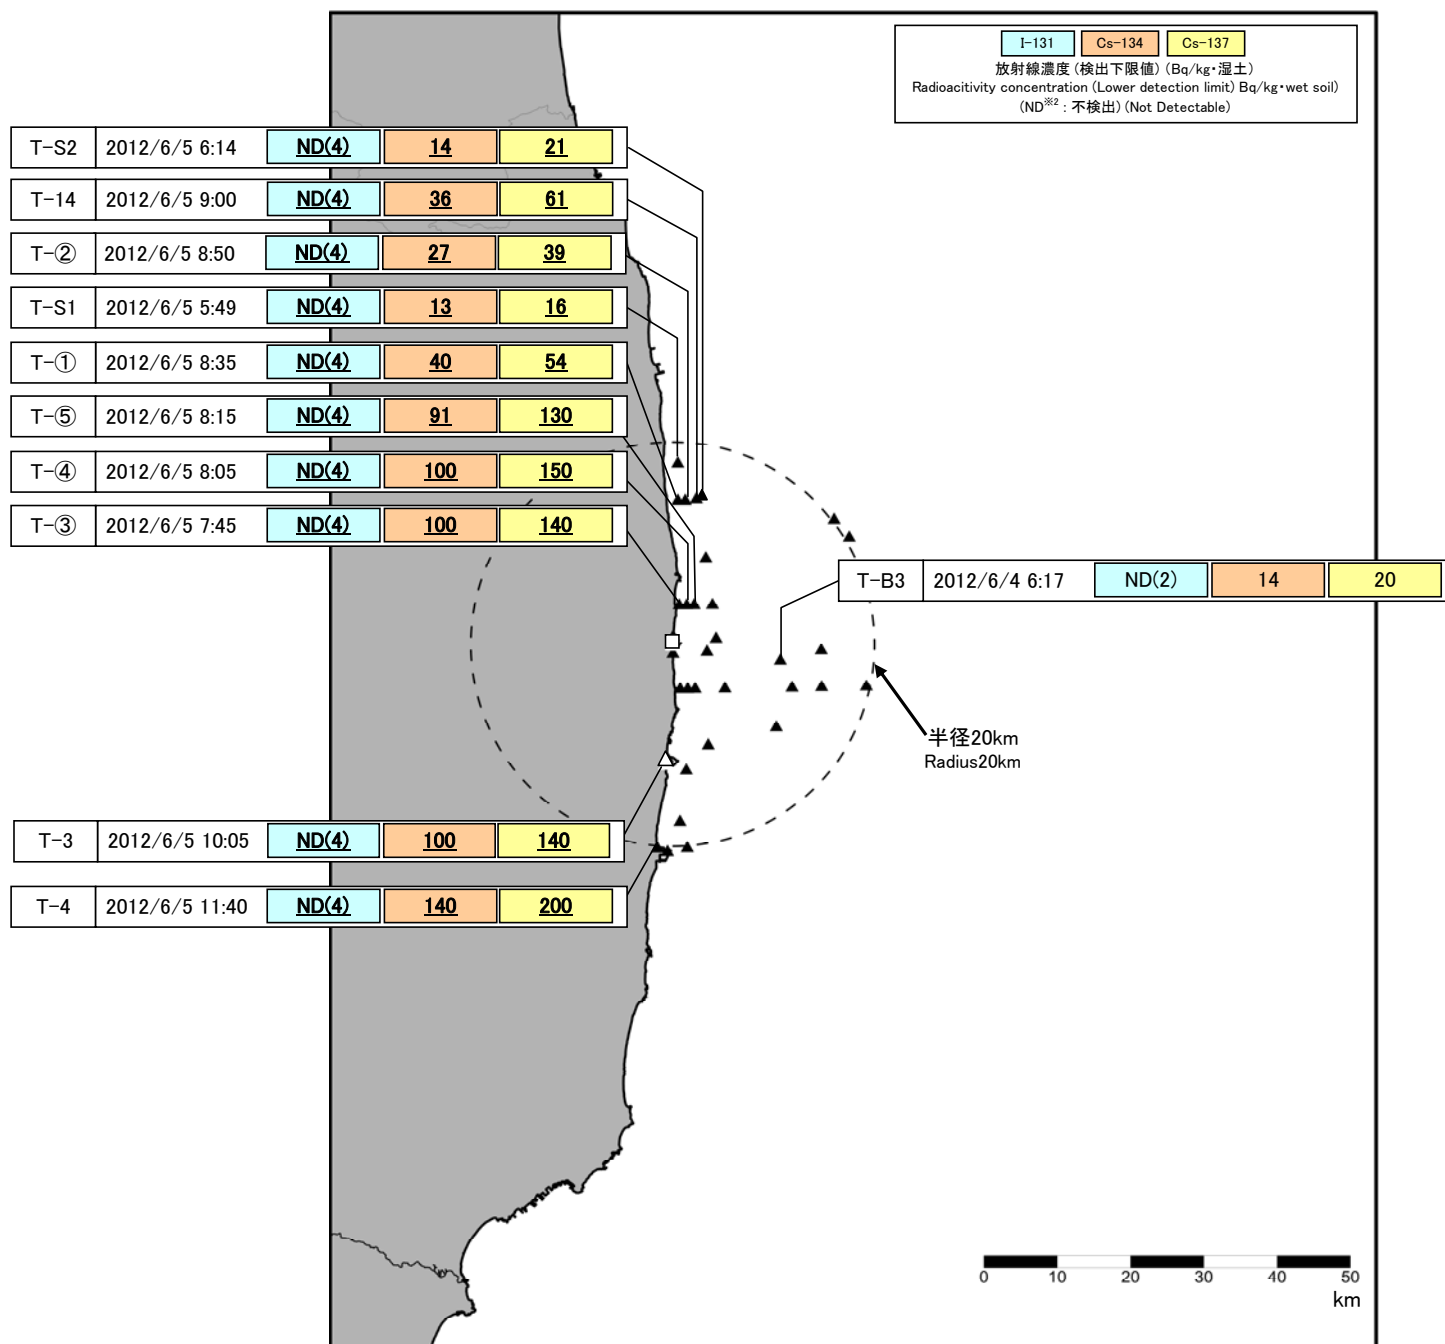 I-131 Cs-134 Cs-137
放射線濃度 (検出下限値) (Bq/kg・湿土)
Radioacitivity concentration (Lower detection limit) Bq/kg・wet soil)
(ND※2 : 不検出) (Not Detectable)
T-S2 2012/6/5 6:14 ND(4) 14 21
T-14 2012/6/5 9:00 ND(4) 36 61
T-② 2012/6/5 8:50 ND(4) 27 39
T-S1 2012/6/5 5:49 ND(4) 13 16
T-① 2012/6/5 8:35 ND(4) 40 54
T-⑤ 2012/6/5 8:15 ND(4) 91 130
T-④ 2012/6/5 8:05 ND(4) 100 150
T-③ 2012/6/5 7:45 ND(4) 100 140
T-B3 2012/6/4 6:17 ND(2) 14 20
半径20km
Radius20km
T-3 2012/6/5 10:05 ND(4) 100 140
T-4 2012/6/5 11:40 ND(4) 140 200
0 10 20 30 40 50
km